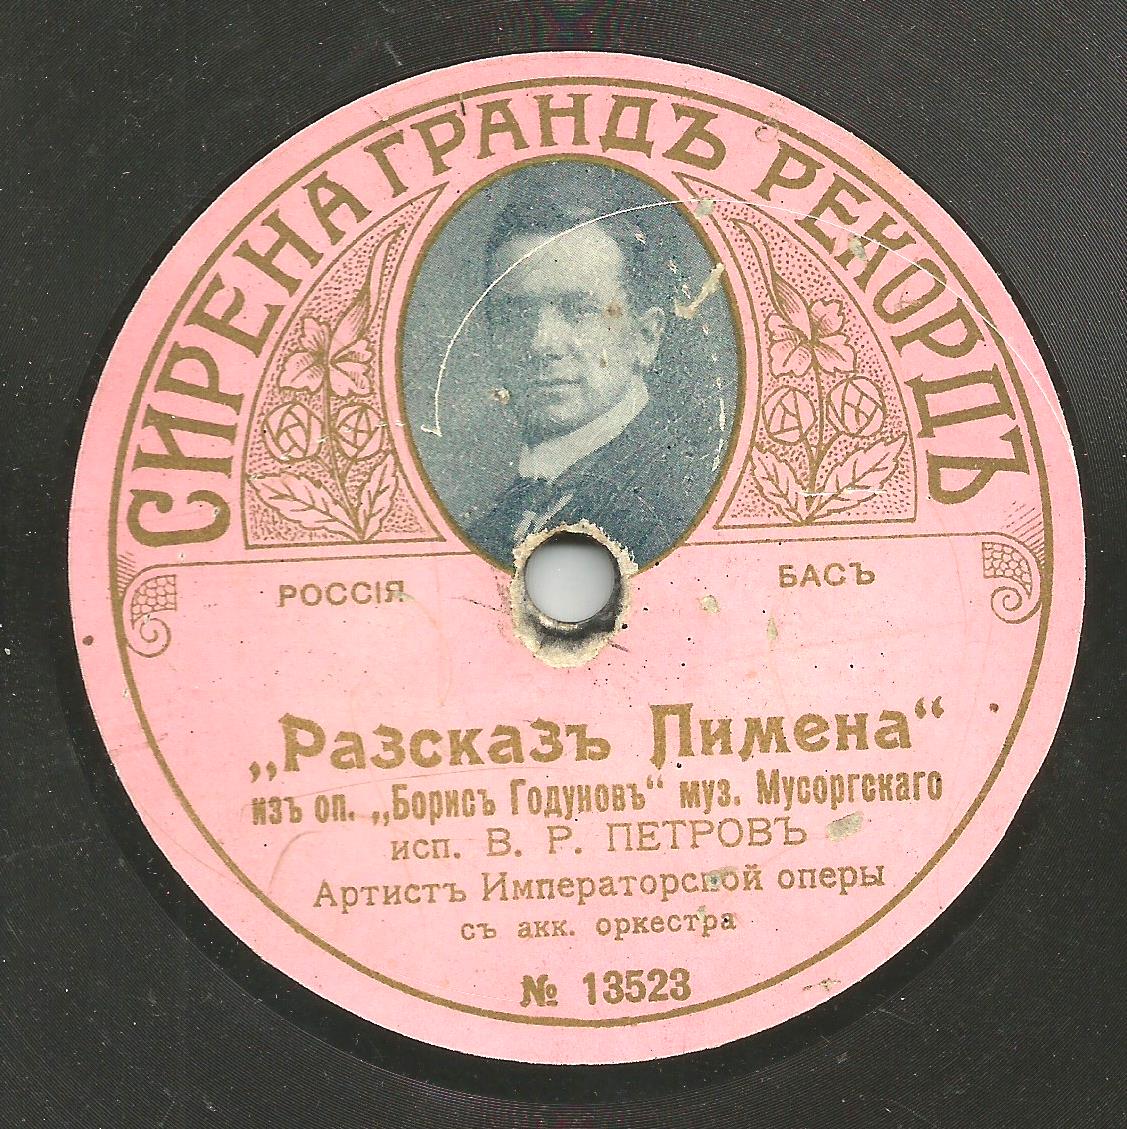 СИРЕНА ГРАНДЪ РЕКОРДЪ
РОССІЯ
БАСЪ
„Разсказъ Пимена“
изъ оп. „Борисъ Годуновъ“ муз. Мусоргскаго
исп. В. Р. ПЕТРОВЪ
Артистъ Императорской оперы
съ акк. оркестра
№ 13523